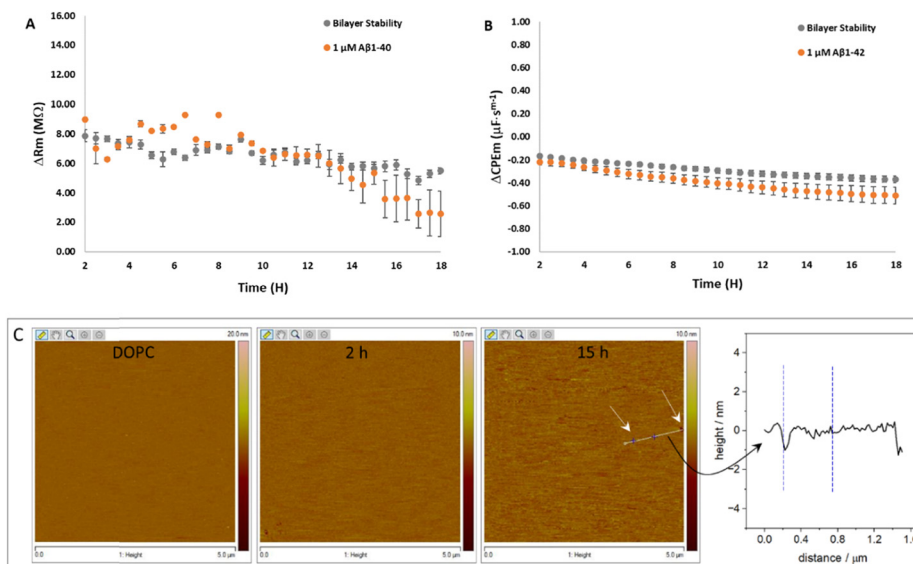 A
16.00
14.00
12.00
10.00
8.00
6.00
4.00
2.00
0.00
ΔRm (MΩ)
Bilayer Stability
1 µM Aβ1-40
2 4 6 8 10 12 14 16 18
Time (H)
B
1.00
0.80
0.60
0.40
0.20
0.00
-0.20
-0.40
-0.60
-0.80
-1.00
ΔCPEm (µF·s^m-1)
Bilayer Stability
1 µM Aβ1-42
2 4 6 8 10 12 14 16 18
Time (H)
C
20.0 nm
DOPC
0.0 1: Height 5.0 µm
10.0 nm
2 h
0.0 1: Height 5.0 µm
10.0 nm
15 h
0.0 1: Height 5.0 µm
height / nm
4
2
0
−2
−4
0.0 0.4 0.8 1.2 1.6
distance / µm